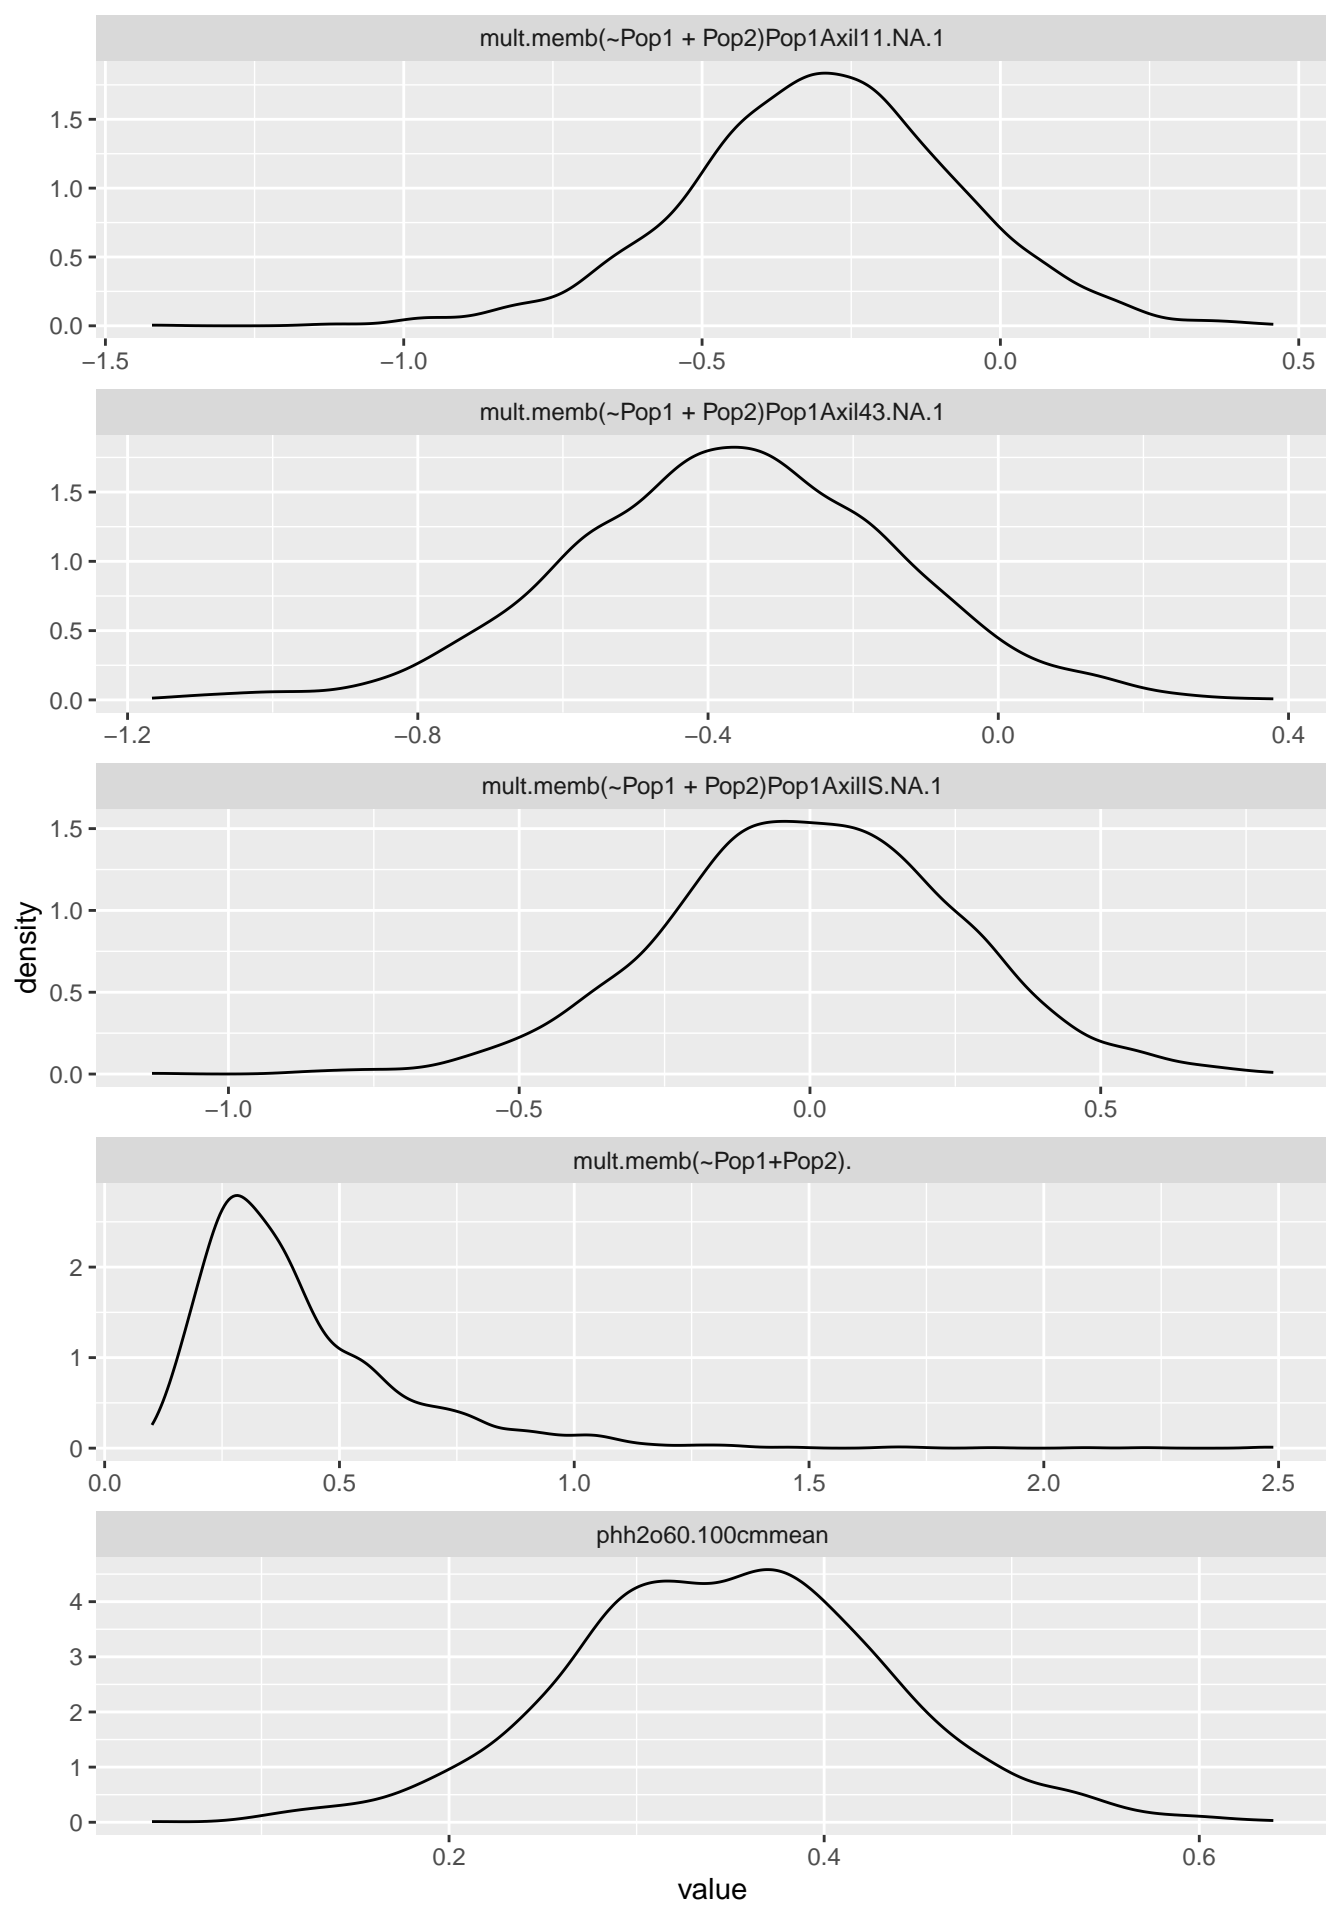 mult.memb(~Pop1 + Pop2)Pop1Axil11.NA.1
1.5
1.0
0.5
0.0
−1.5 −1.0 −0.5 0.0 0.5
mult.memb(~Pop1 + Pop2)Pop1Axil43.NA.1
1.5
1.0
0.5
0.0
−1.2 −0.8 −0.4 0.0 0.4
mult.memb(~Pop1 + Pop2)Pop1AxilIS.NA.1
1.5
1.0
0.5
0.0
−1.0 −0.5 0.0 0.5
density
mult.memb(~Pop1+Pop2).
2
1
0
0.0 0.5 1.0 1.5 2.0 2.5
phh2o60.100cmmean
4
3
2
1
0
0.2 0.4 0.6
value